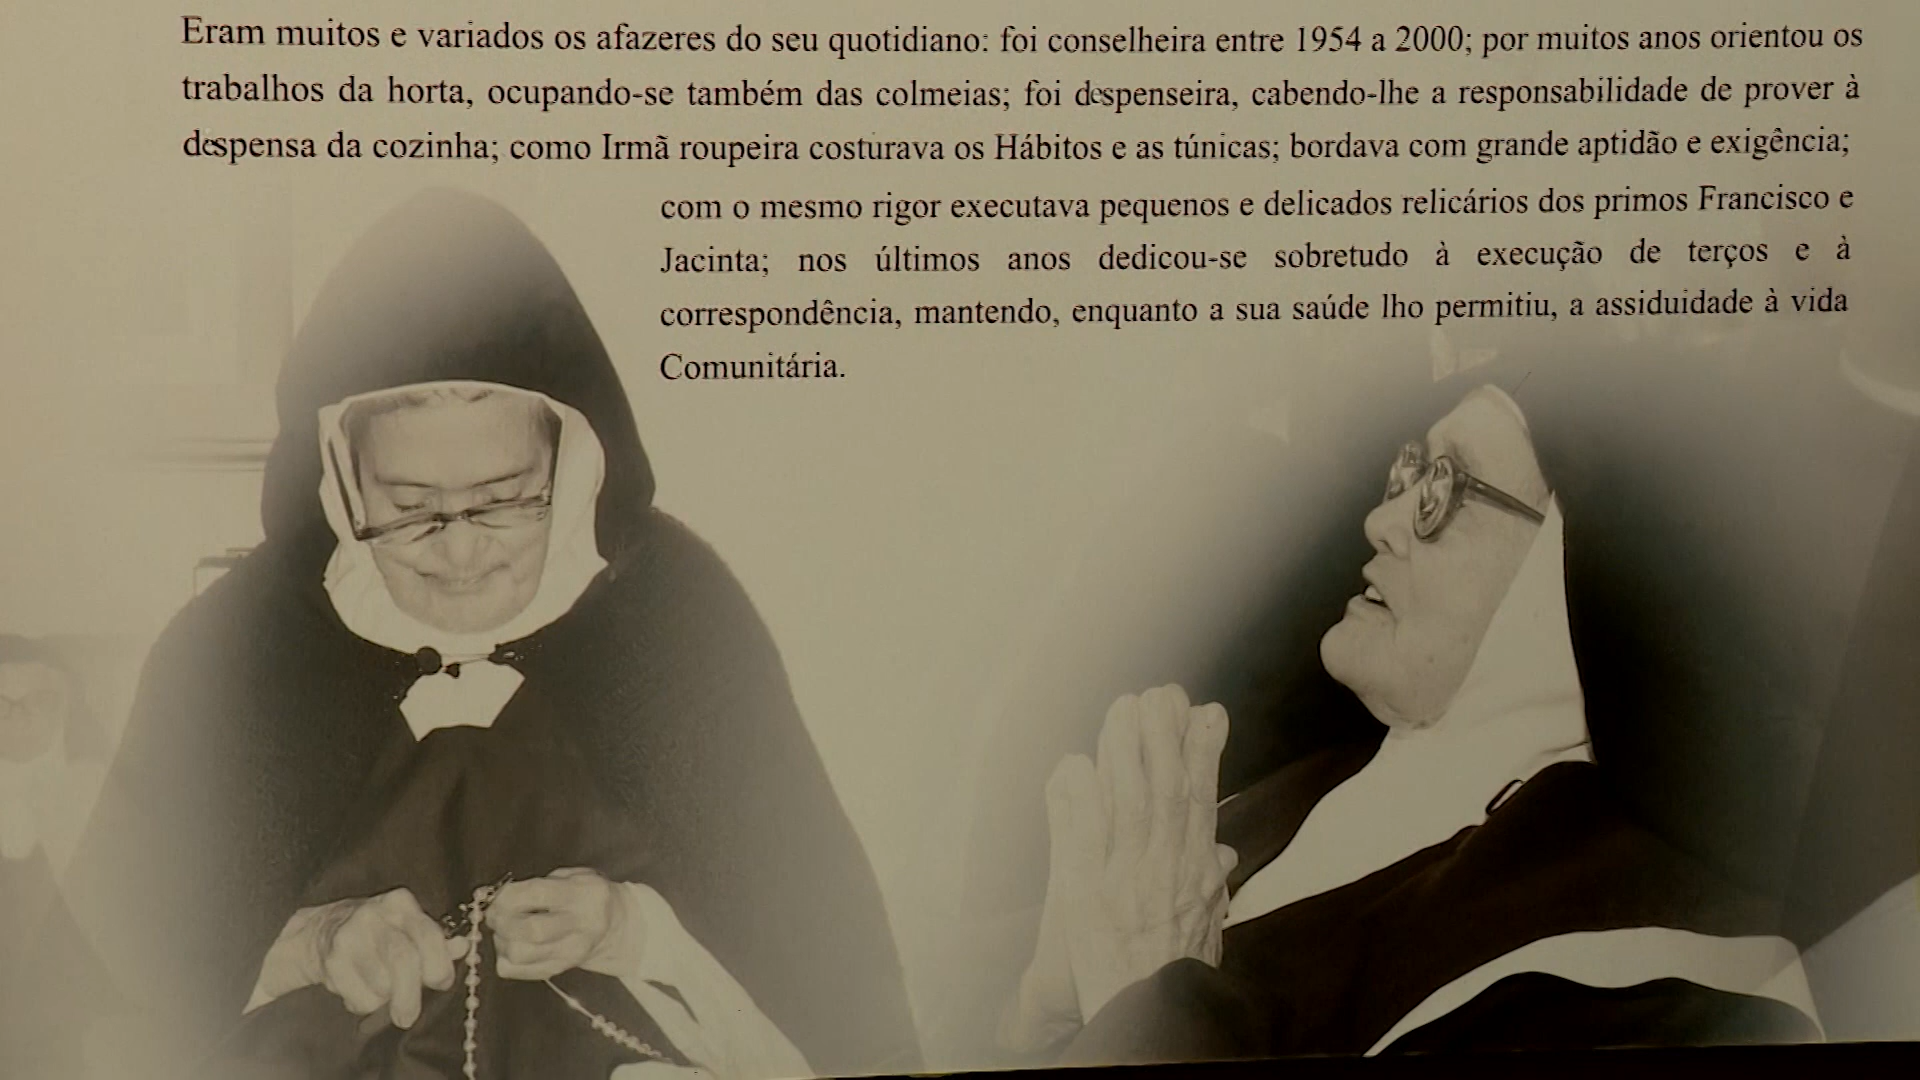 Eram muitos e variados os afazeres do seu quotidiano: foi conselheira entre 1954 a 2000; por muitos anos orientou os
trabalhos da horta, ocupando-se também das colmeias; foi despenseira, cabendo-lhe a responsabilidade de prover à
despensa da cozinha; como Irmã roupeira costurava os Hábitos e as túnicas; bordava com grande aptidão e exigência;
com o mesmo rigor executava pequenos e delicados relicários dos primos Francisco e
Jacinta; nos últimos anos dedicou-se sobretudo à execução de terços e à
correspondência, mantendo, enquanto a sua saúde lho permitiu, a assiduidade à vida
Comunitária.